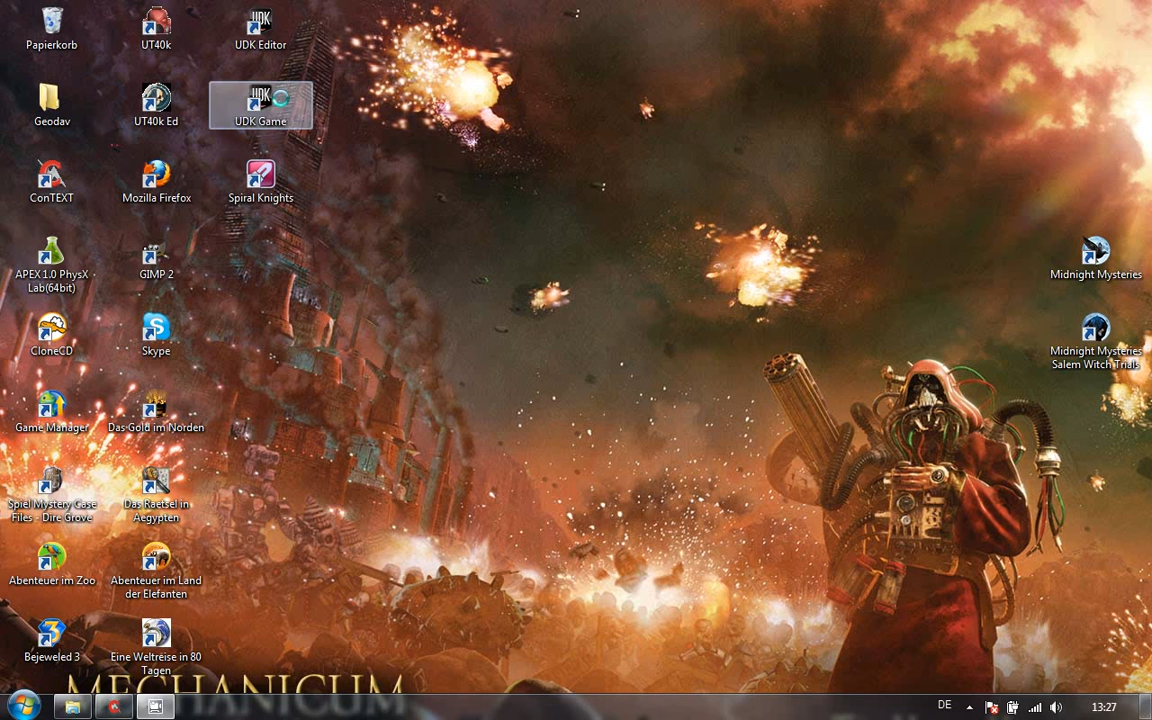 Papierkorb
UT40k
UDK
UDK Editor
Geodav
UT40k Ed
UDK
UDK Game
ConTEXT
Mozilla Firefox
Spiral Knights
APEX 1.0 PhysX
Lab(64bit)
GIMP 2
Midnight Mysteries
CloneCD
Skype
Midnight Mysteries
Salem Witch Trials
Game Manager
Das Gold im Norden
Spiel Mystery Case
Files - Dire Grove
Das Raetsel in
Aegypten
Abenteuer im Zoo
Abenteuer im Land
der Elefanten
Bejeweled 3
Eine Weltreise in 80
Tagen
MECHANICUM
DE
13:27